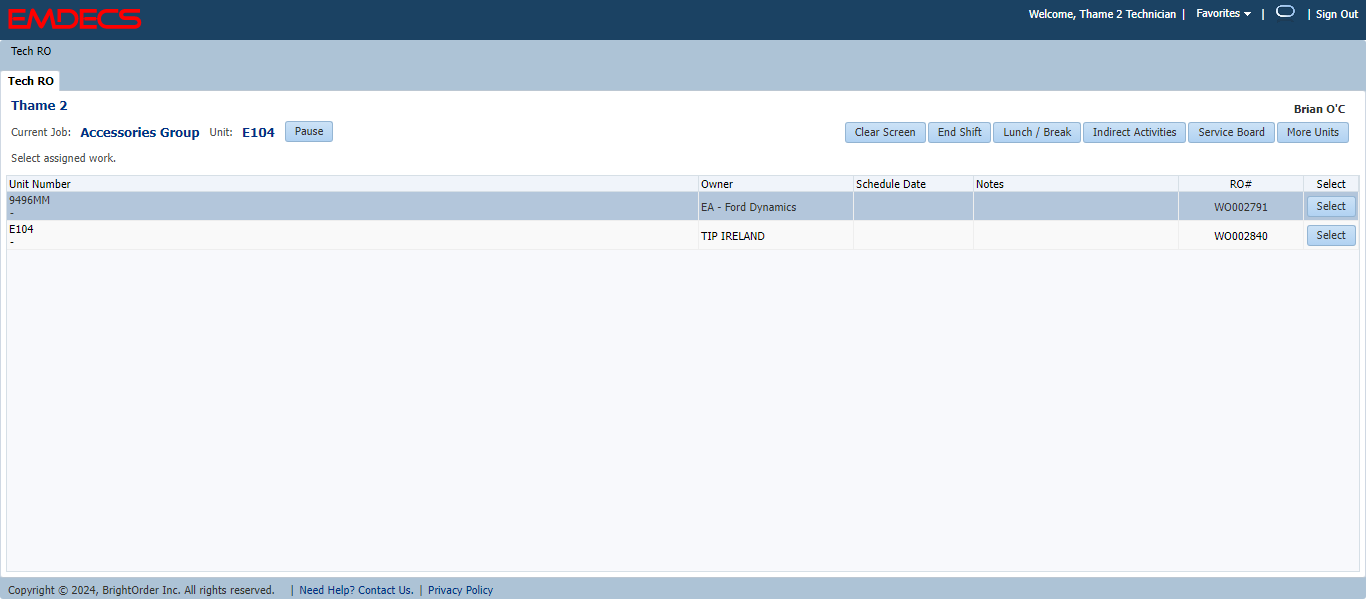 EMDECS
Welcome, Thame 2 Technician | Favorites | | Sign Out
Tech RO
Tech RO
Thame 2
Brian O'C
Current Job: Accessories Group Unit: E104 Pause
Clear Screen End Shift Lunch / Break Indirect Activities Service Board More Units
Select assigned work.
Unit Number Owner Schedule Date Notes RO# Select
9496MM
- EA - Ford Dynamics WO002791 Select
E104
- TIP IRELAND WO002840 Select
Copyright © 2024, BrightOrder Inc. All rights reserved. | Need Help? Contact Us. | Privacy Policy